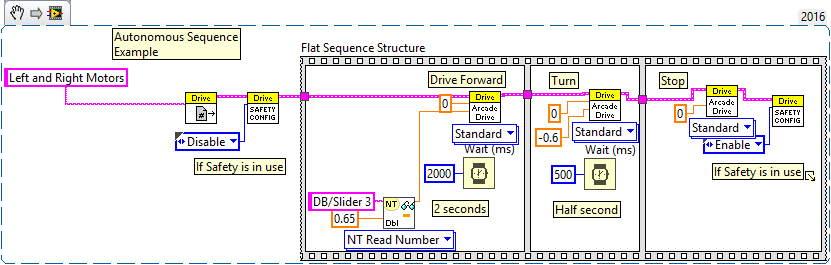 2016
Autonomous Sequence
Example
Left and Right Motors
Drive
#
Drive
SAFETY
CONFIG
Disable
If Safety is in use
Flat Sequence Structure
Drive Forward
0
Drive
Arcade
Drive
Standard
Wait (ms)
2000
2 seconds
DB/Slider 3
0.65
NT
Dbl
NT Read Number
Turn
0
-0.6
Drive
Arcade
Drive
Standard
Wait (ms)
500
Half second
Stop
0
Drive
Arcade
Drive
Standard
Enable
Drive
SAFETY
CONFIG
If Safety is in use